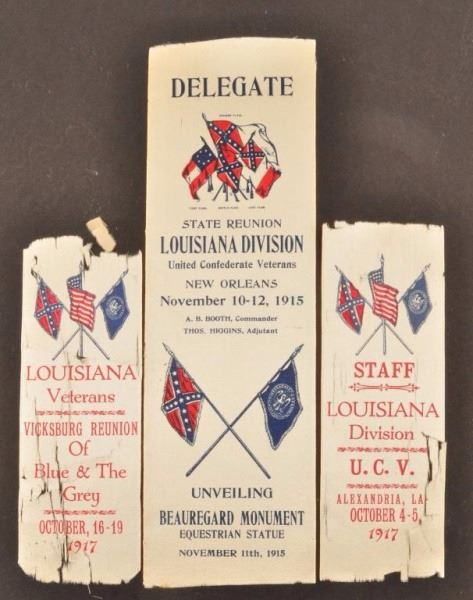 DELEGATE
STATE REUNION
LOUISIANA DIVISION
United Confederate Veterans
NEW ORLEANS
November 10-12, 1915
A. B. BOOTH, Commander
THOS. HIGGINS, Adjutant
UNVEILING
BEAUREGARD MONUMENT
EQUESTRIAN STATUE
NOVEMBER 11th, 1915
LOUISIANA
Veterans
VICKSBURG REUNION
Of
Blue & The
Grey
OCTOBER, 16-19
1917
STAFF
LOUISIANA
Division
U. C. V.
ALEXANDRIA, LA
OCTOBER 4-5,
1917